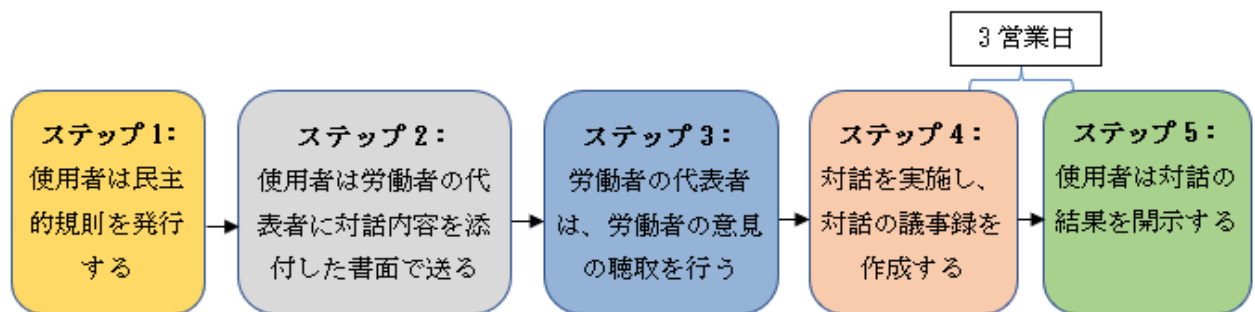 3 営業日
ステップ 1：
使用者は民主
的規則を発行
する
ステップ 2：
使用者は労働者の代
表者に対話内容を添
付した書面で送る
ステップ 3：
労働者の代表者
は、労働者の意見
の聴取を行う
ステップ 4：
対話を実施し、
対話の議事録を
作成する
ステップ 5：
使用者は対話の
結果を開示する